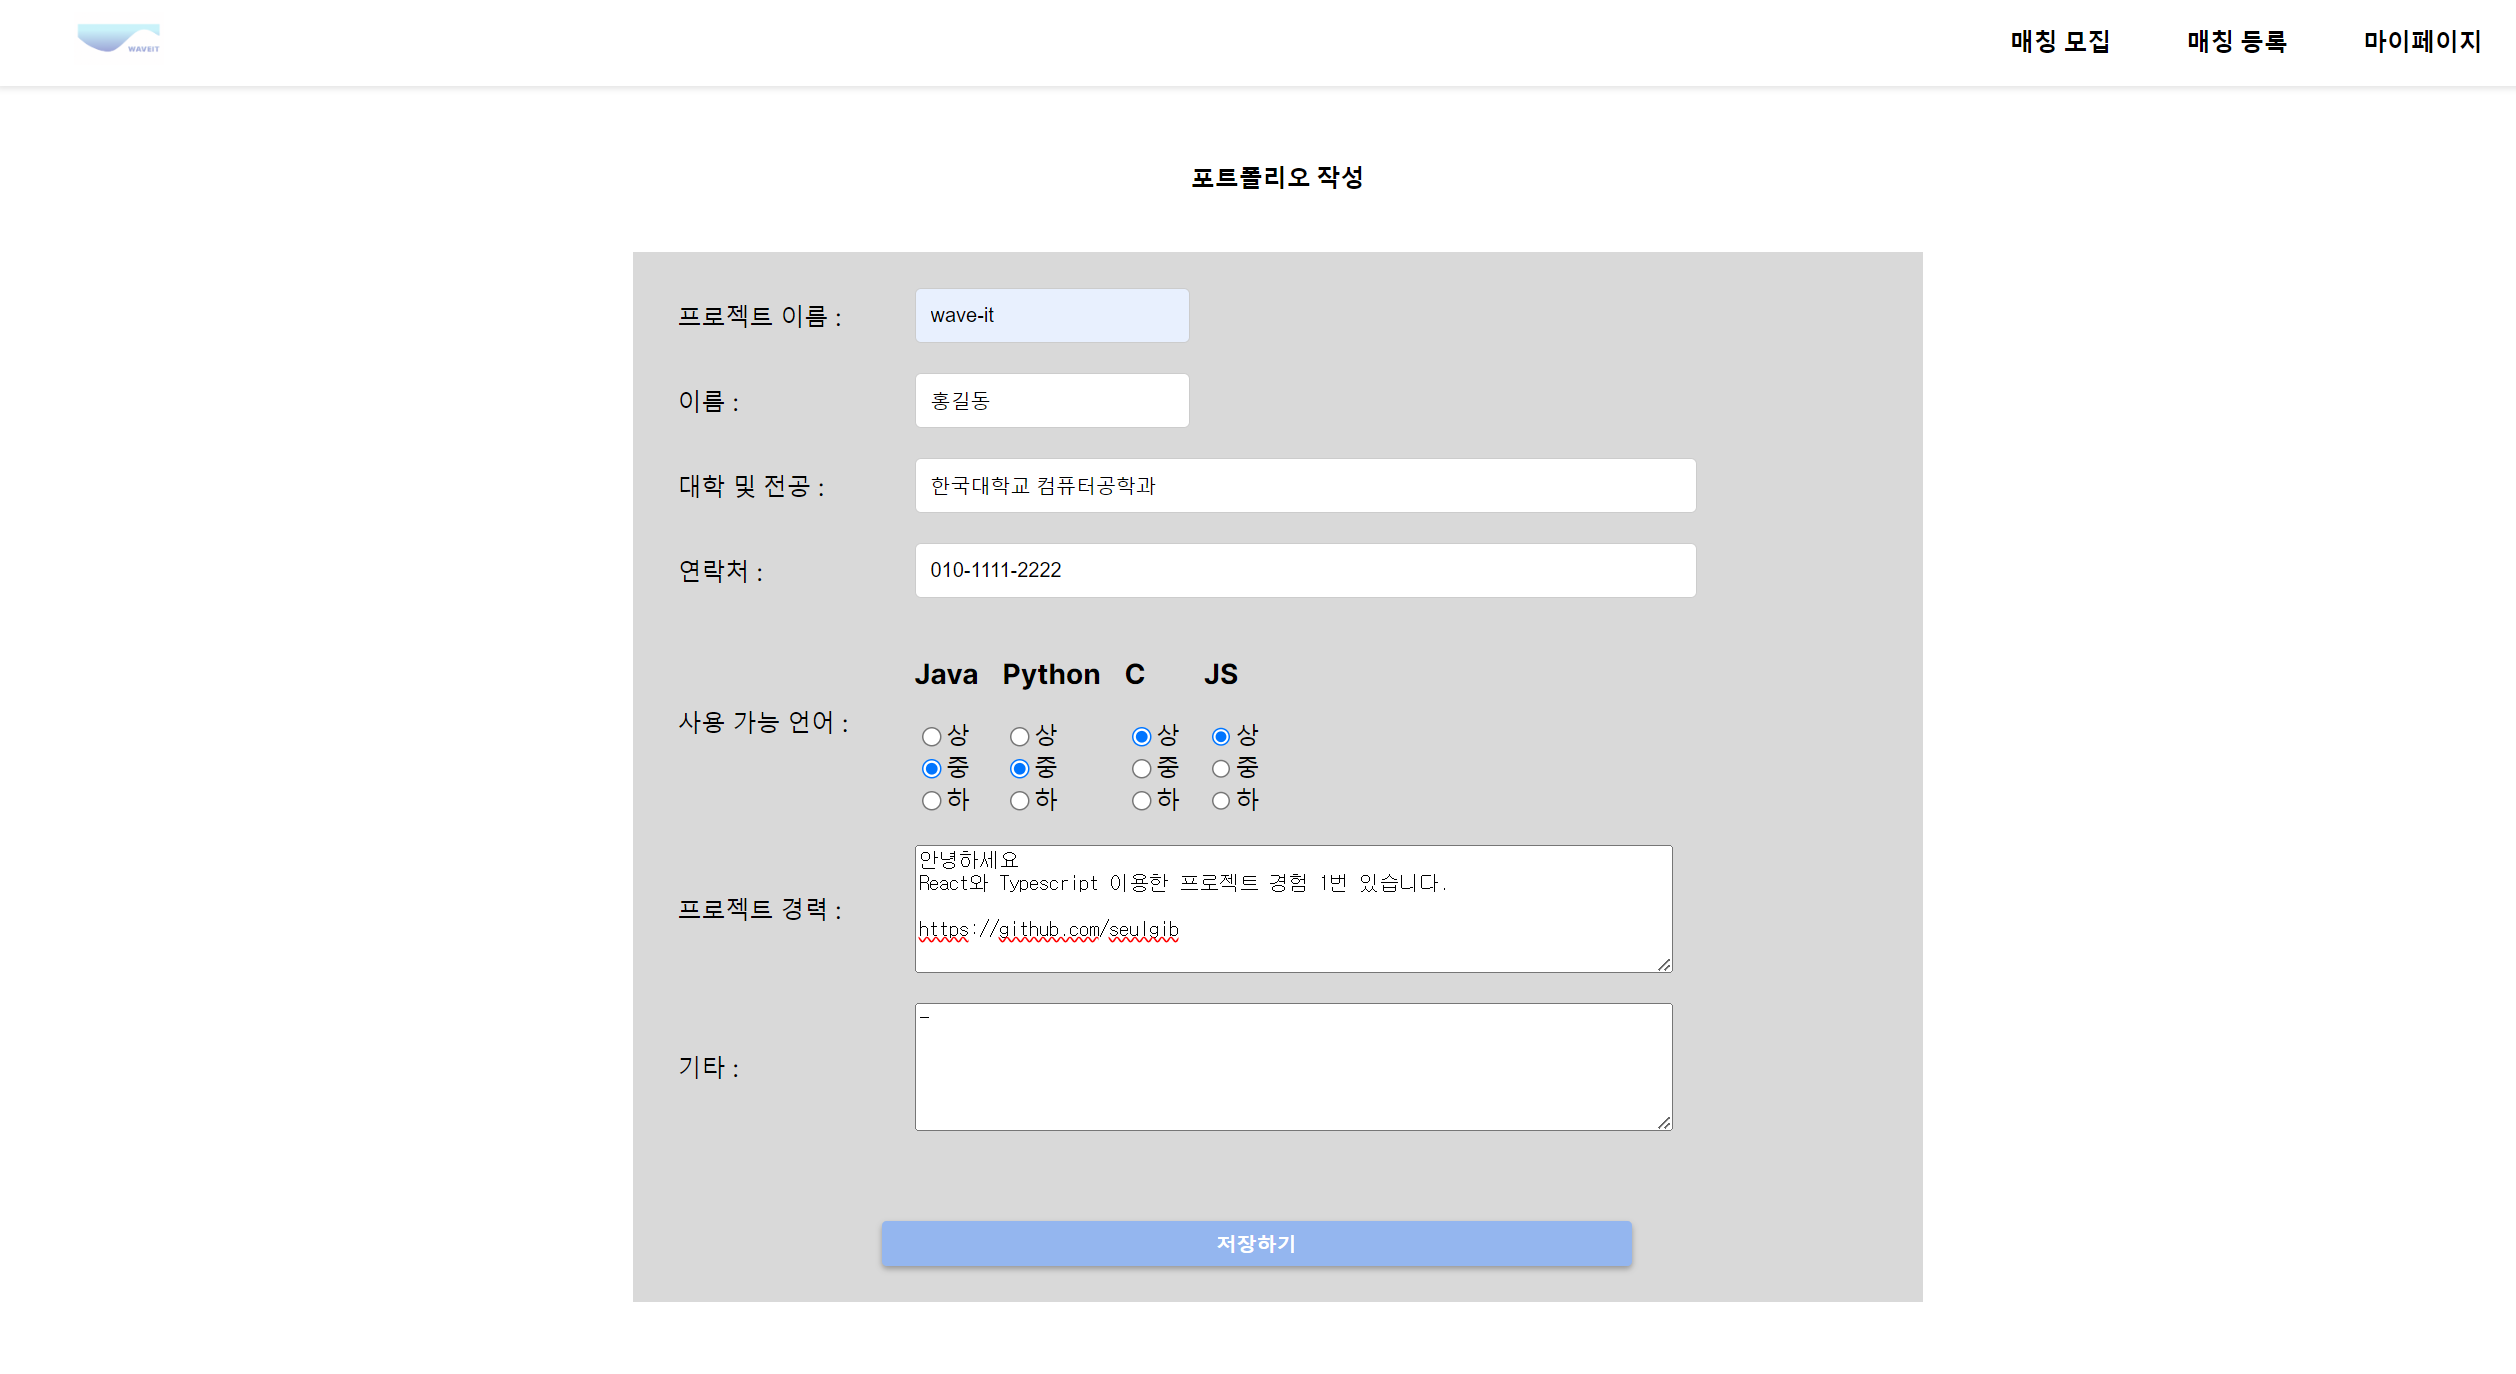 WAVEIT
매칭 모집 매칭 등록 마이페이지
포트폴리오 작성
프로젝트 이름 : wave-it
이름 : 홍길동
대학 및 전공 : 한국대학교 컴퓨터공학과
연락처 : 010-1111-2222
사용 가능 언어 :
Java Python C JS
상 상 상 상
중 중 중 중
하 하 하 하
프로젝트 경력 :
안녕하세요
React와 Typescript 이용한 프로젝트 경험 1번 있습니다.
https://github.com/seulgib
기타 :
-
저장하기